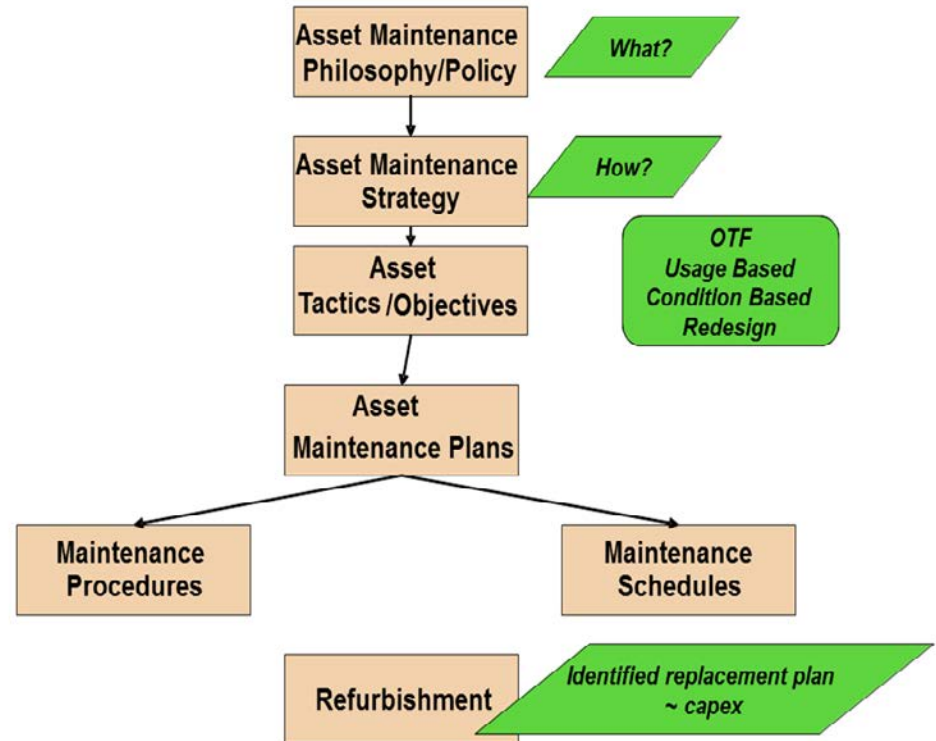 Asset Maintenance
Philosophy/Policy
What?
Asset Maintenance
Strategy
How?
Asset
Tactics/Objectives
OTF
Usage Based
Condition Based
Redesign
Asset
Maintenance Plans
Maintenance
Procedures
Maintenance
Schedules
Refurbishment
Identified replacement plan
~ capex